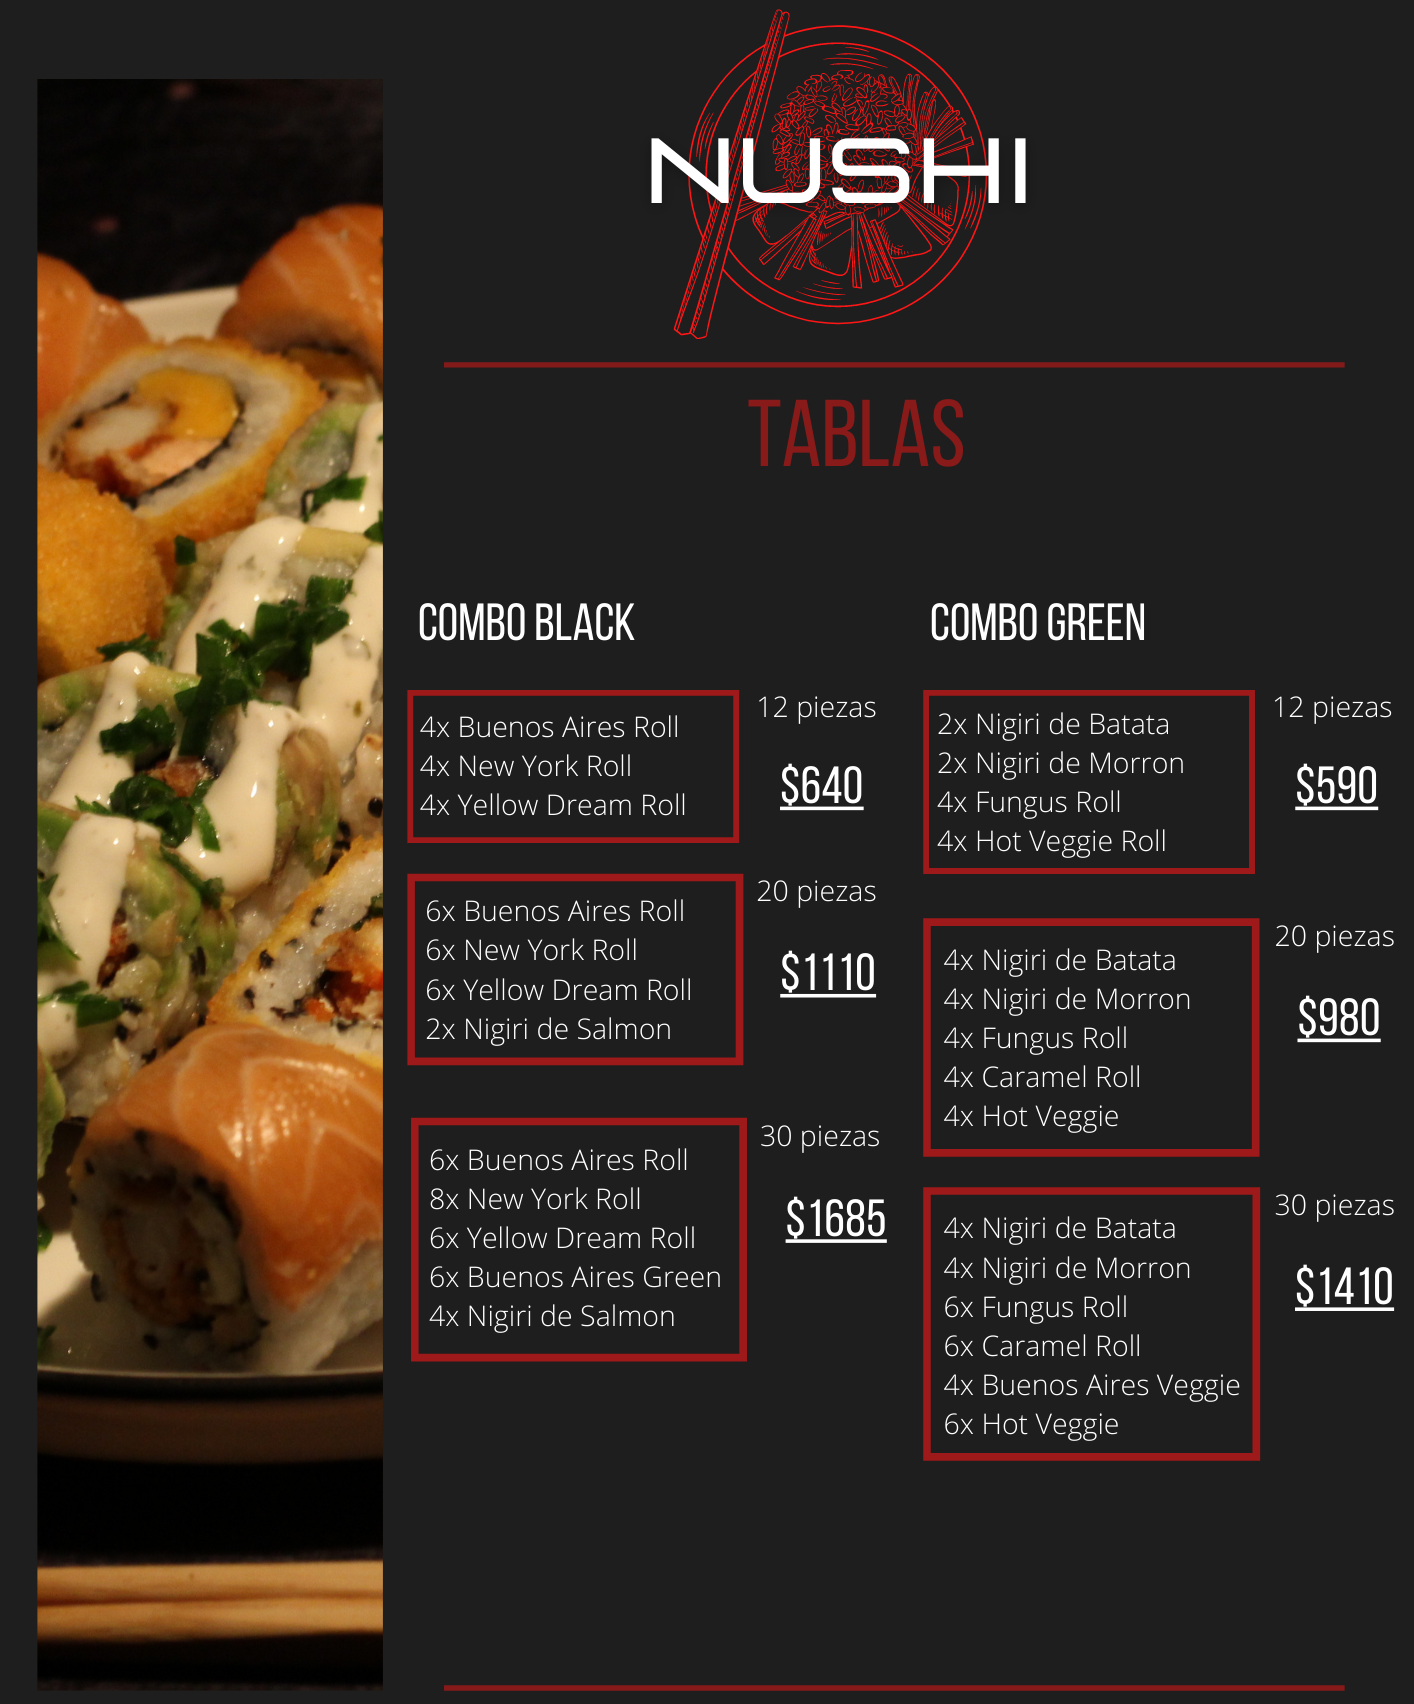 NUSHI
TABLAS
COMBO BLACK
4x Buenos Aires Roll
4x New York Roll
4x Yellow Dream Roll
12 piezas
$640
6x Buenos Aires Roll
6x New York Roll
6x Yellow Dream Roll
2x Nigiri de Salmon
20 piezas
$1110
6x Buenos Aires Roll
8x New York Roll
6x Yellow Dream Roll
6x Buenos Aires Green
4x Nigiri de Salmon
30 piezas
$1685
COMBO GREEN
2x Nigiri de Batata
2x Nigiri de Morron
4x Fungus Roll
4x Hot Veggie Roll
12 piezas
$590
4x Nigiri de Batata
4x Nigiri de Morron
4x Fungus Roll
4x Caramel Roll
4x Hot Veggie
20 piezas
$980
4x Nigiri de Batata
4x Nigiri de Morron
6x Fungus Roll
6x Caramel Roll
4x Buenos Aires Veggie
6x Hot Veggie
30 piezas
$1410